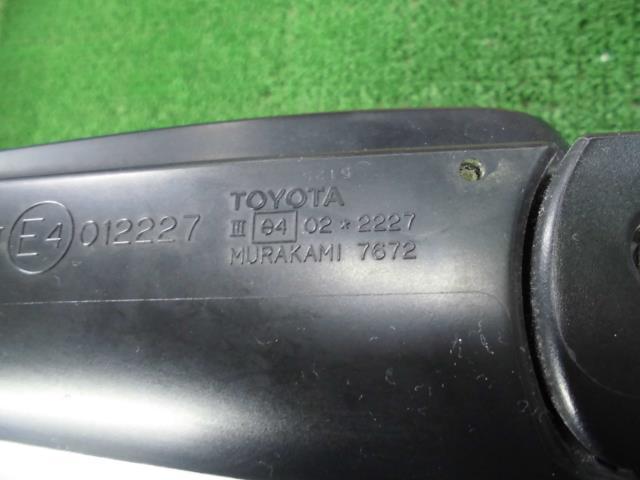 TOYOTA
E4 012227
III e4 02 * 2227
MURAKAMI 7672